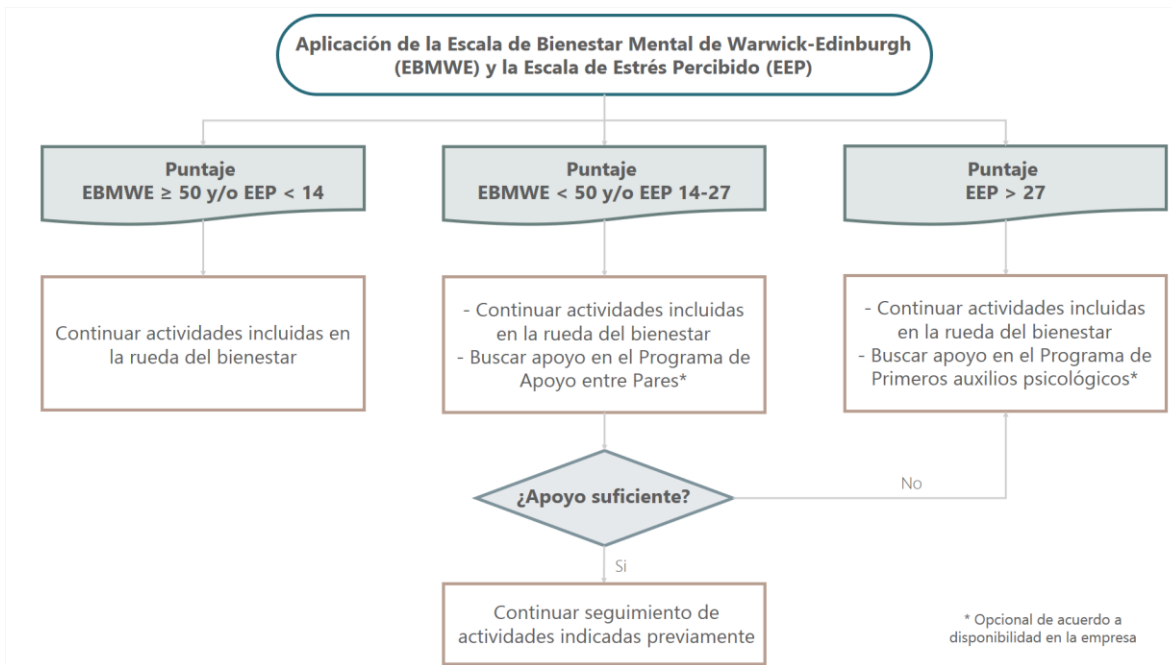 Aplicación de la Escala de Bienestar Mental de Warwick-Edinburgh
(EBMWE) y la Escala de Estrés Percibido (EEP)
Puntaje
EBMWE ≥ 50 y/o EEP < 14
Puntaje
EBMWE < 50 y/o EEP 14-27
Puntaje
EEP > 27
Continuar actividades incluidas en
la rueda del bienestar
- Continuar actividades incluidas
en la rueda del bienestar
- Buscar apoyo en el Programa de
Apoyo entre Pares*
- Continuar actividades incluidas
en la rueda del bienestar
- Buscar apoyo en el Programa de
Primeros auxilios psicológicos*
¿Apoyo suficiente?
No
Si
Continuar seguimiento de
actividades indicadas previamente
* Opcional de acuerdo a
disponibilidad en la empresa